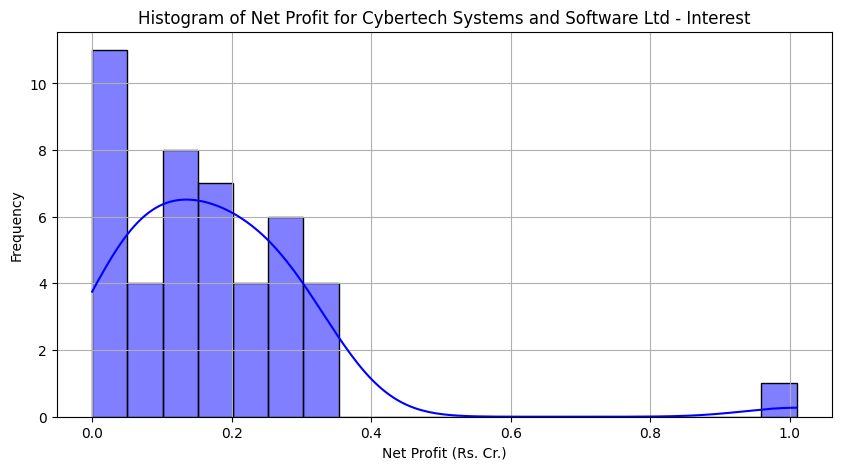 Histogram of Net Profit for Cybertech Systems and Software Ltd - Interest
Frequency
10
8
6
4
2
0
0.0 0.2 0.4 0.6 0.8 1.0
Net Profit (Rs. Cr.)